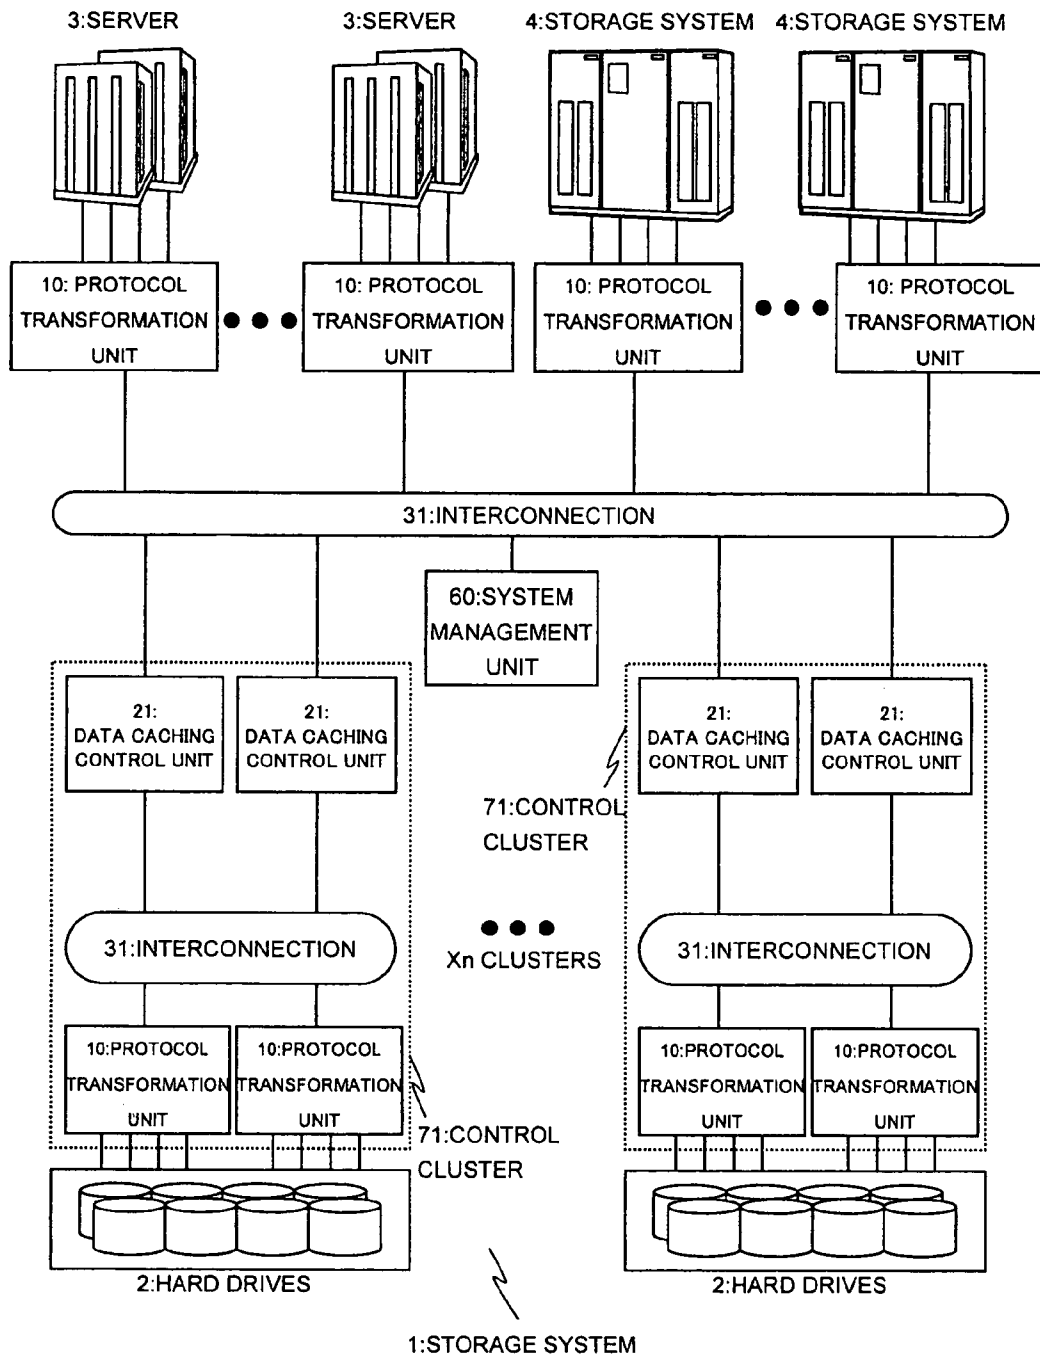 3:SERVER
3:SERVER
4:STORAGE SYSTEM
4:STORAGE SYSTEM
10: PROTOCOL
TRANSFORMATION
UNIT
10: PROTOCOL
TRANSFORMATION
UNIT
10: PROTOCOL
TRANSFORMATION
UNIT
10: PROTOCOL
TRANSFORMATION
UNIT
31:INTERCONNECTION
60:SYSTEM
MANAGEMENT
UNIT
21:
DATA CACHING
CONTROL UNIT
21:
DATA CACHING
CONTROL UNIT
21:
DATA CACHING
CONTROL UNIT
21:
DATA CACHING
CONTROL UNIT
71:CONTROL
CLUSTER
31:INTERCONNECTION
Xn CLUSTERS
31:INTERCONNECTION
10:PROTOCOL
TRANSFORMATION
UNIT
10:PROTOCOL
TRANSFORMATION
UNIT
10:PROTOCOL
TRANSFORMATION
UNIT
10:PROTOCOL
TRANSFORMATION
UNIT
71:CONTROL
CLUSTER
2:HARD DRIVES
2:HARD DRIVES
1:STORAGE SYSTEM